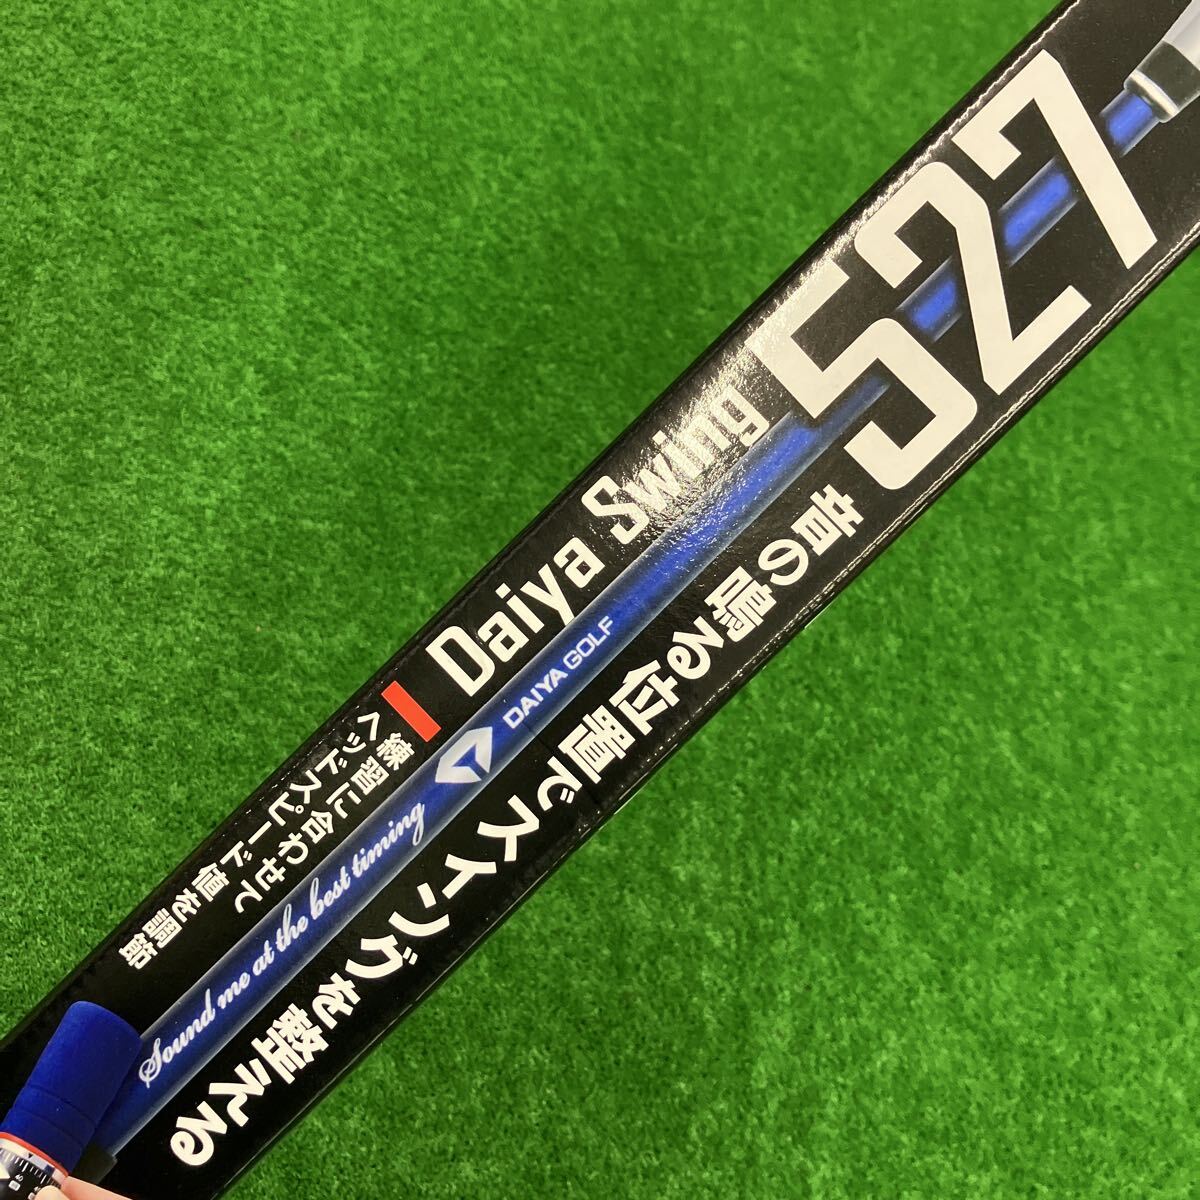 Daiya Swing 527
音の鳴る位置でスイングを整える
練習に合わせて
ヘッドスピード値を調節
DAIYA GOLF
Sound me at the best timing